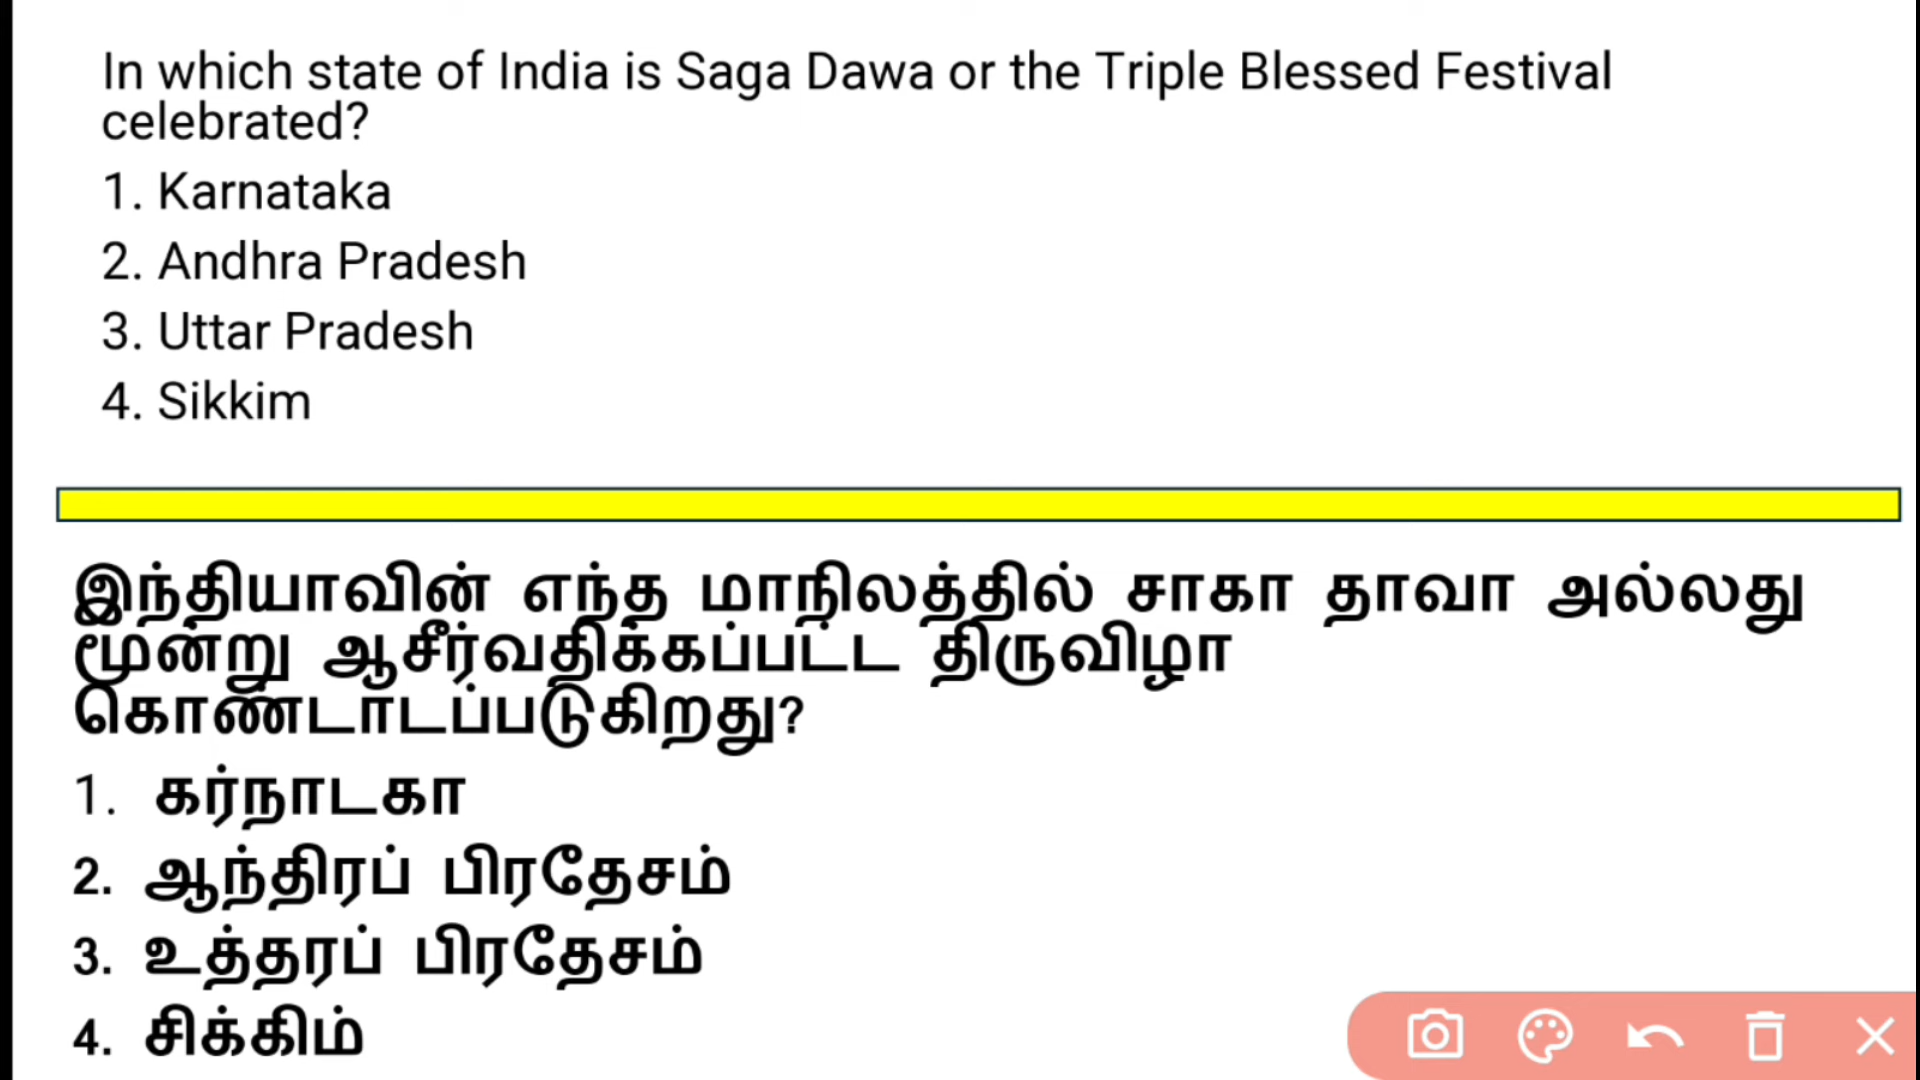 In which state of India is Saga Dawa or the Triple Blessed Festival
celebrated?
1. Karnataka
2. Andhra Pradesh
3. Uttar Pradesh
4. Sikkim
இந்தியாவின் எந்த மாநிலத்தில் சாகா தாவா அல்லது
மூன்று ஆசீர்வதிக்கப்பட்ட திருவிழா
கொண்டாடப்படுகிறது?
1. கர்நாடகா
2. ஆந்திரப் பிரதேசம்
3. உத்தரப் பிரதேசம்
4. சிக்கிம்